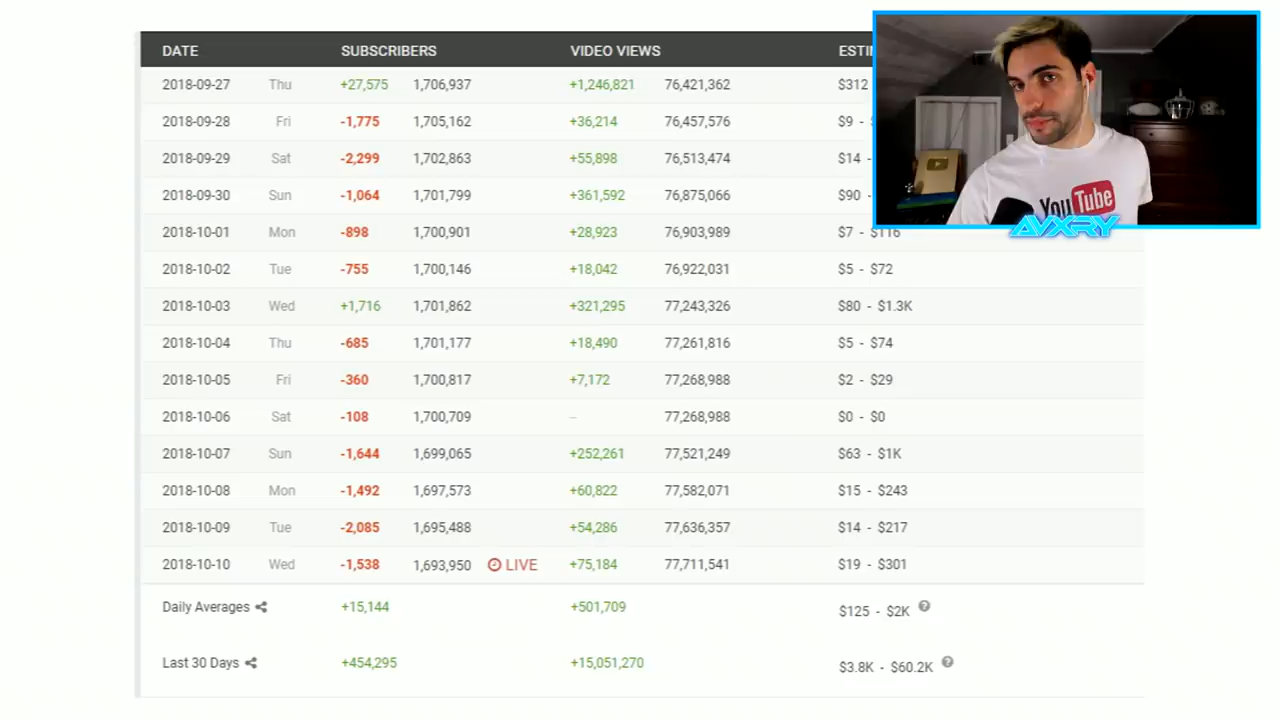 DATE SUBSCRIBERS VIDEO VIEWS ESTI
2018-09-27 Thu +27,575 1,706,937 +1,246,821 76,421,362 $312
2018-09-28 Fri -1,775 1,705,162 +36,214 76,457,576 $9 -
2018-09-29 Sat -2,299 1,702,863 +55,898 76,513,474 $14 -
2018-09-30 Sun -1,064 1,701,799 +361,592 76,875,066 $90 -
YouTube
AVXRY
2018-10-01 Mon -898 1,700,901 +28,923 76,903,989 $7 - $116
2018-10-02 Tue -755 1,700,146 +18,042 76,922,031 $5 - $72
2018-10-03 Wed +1,716 1,701,862 +321,295 77,243,326 $80 - $1.3K
2018-10-04 Thu -685 1,701,177 +18,490 77,261,816 $5 - $74
2018-10-05 Fri -360 1,700,817 +7,172 77,268,988 $2 - $29
2018-10-06 Sat -108 1,700,709 -- 77,268,988 $0 - $0
2018-10-07 Sun -1,644 1,699,065 +252,261 77,521,249 $63 - $1K
2018-10-08 Mon -1,492 1,697,573 +60,822 77,582,071 $15 - $243
2018-10-09 Tue -2,085 1,695,488 +54,286 77,636,357 $14 - $217
2018-10-10 Wed -1,538 1,693,950 LIVE +75,184 77,711,541 $19 - $301
Daily Averages +15,144 +501,709 $125 - $2K ?
Last 30 Days +454,295 +15,051,270 $3.8K - $60.2K ?